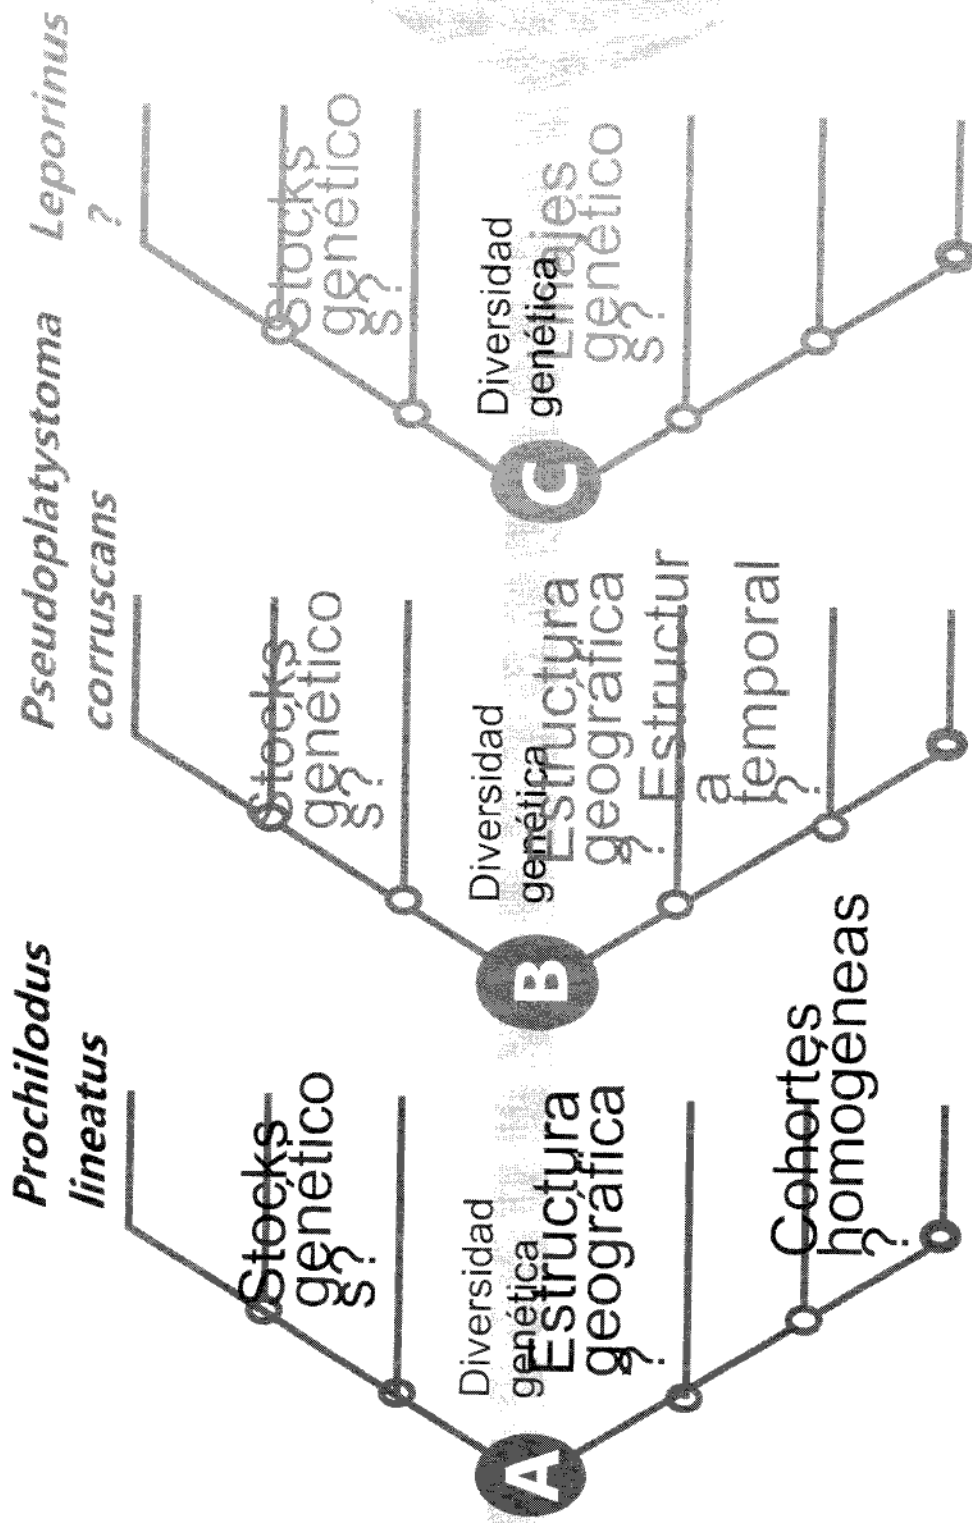 Prochilodus
lineatus
Stocks
genético
s?
Diversidad
genética
Estructura
geográfica
?
Cohortes
homogéneas
?
A
Pseudoplatystoma
corruscans
Stocks
genético
s?
Diversidad
genética
Estructura
geográfica
?
Estructur
a
temporal
?
B
Leporinus
?
Stocks
genético
s?
Diversidad
genética
Linajes
genético
s?
C